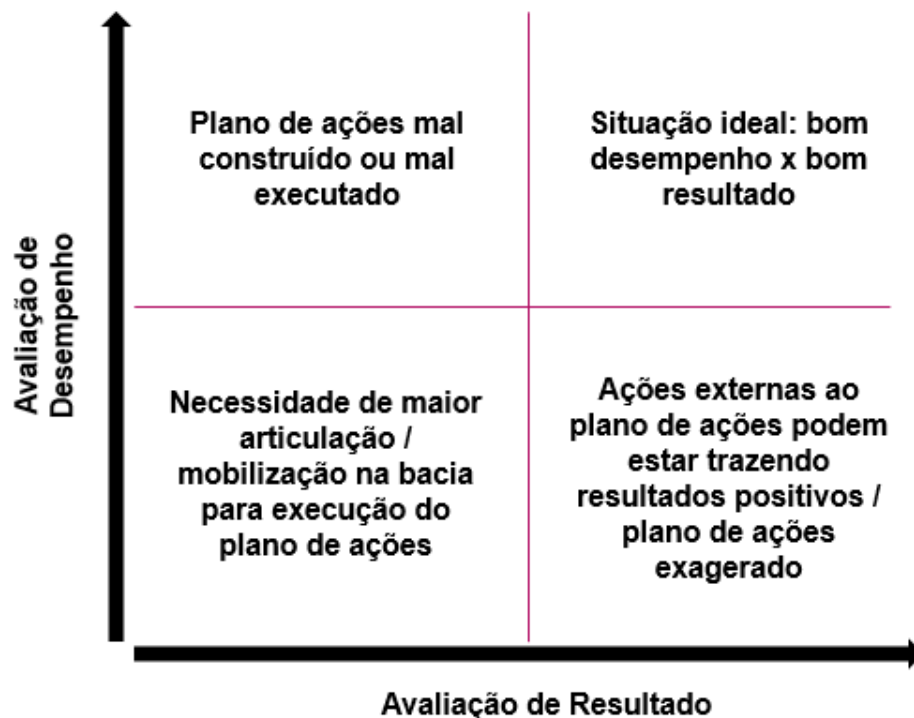 Avaliação de
Desempenho
Plano de ações mal
construído ou mal
executado
Situação ideal: bom
desempenho x bom
resultado
Necessidade de maior
articulação /
mobilização na bacia
para execução do
plano de ações
Ações externas ao
plano de ações podem
estar trazendo
resultados positivos /
plano de ações
exagerado
Avaliação de Resultado